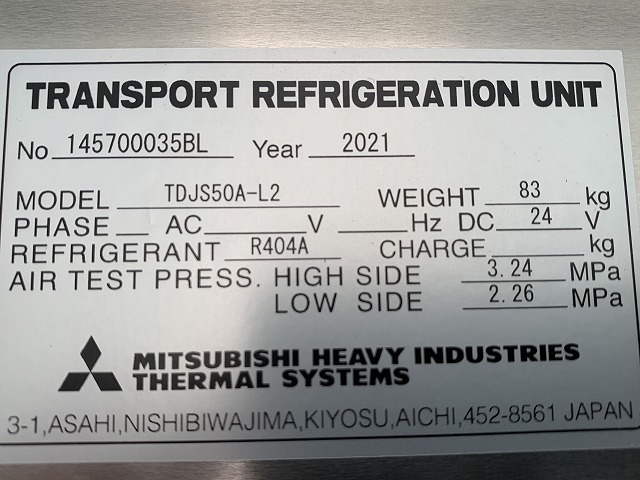 TRANSPORT REFRIGERATION UNIT
No 145700035BL Year 2021
MODEL TDJS50A-L2 WEIGHT 83 kg
PHASE AC V Hz DC 24 V
REFRIGERANT R404A CHARGE kg
AIR TEST PRESS. HIGH SIDE 3.24 MPa
LOW SIDE 2.26 MPa
MITSUBISHI HEAVY INDUSTRIES
THERMAL SYSTEMS
3-1,ASAHI,NISHIBIWAJIMA,KIYOSU,AICHI,452-8561 JAPAN